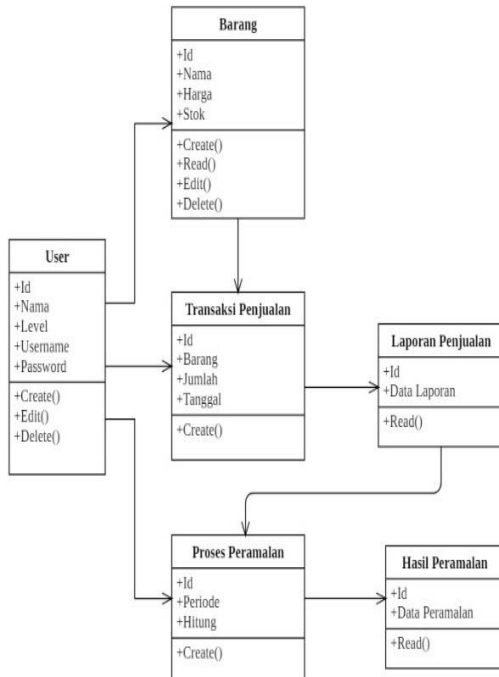 Barang
+Id
+Nama
+Harga
+Stok
+Create()
+Read()
+Edit()
+Delete()
User
+Id
+Nama
+Level
+Username
+Password
+Create()
+Edit()
+Delete()
Transaksi Penjualan
+Id
+Barang
+Jumlah
+Tanggal
+Create()
Laporan Penjualan
+Id
+Data Laporan
+Read()
Proses Peramalan
+Id
+Periode
+Hitung
+Create()
Hasil Peramalan
+Id
+Data Peramalan
+Read()